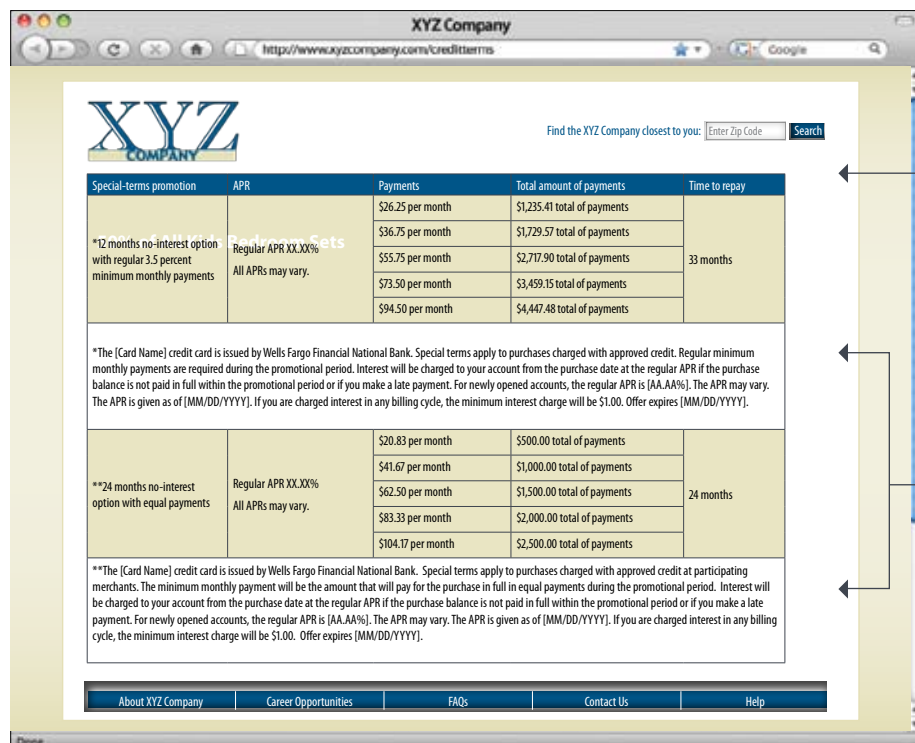 XYZ Company
http://www.xyzcompany.com/creditterms
Google
XYZ
COMPANY
Find the XYZ Company closest to you: Enter Zip Code Search
Special-terms promotion APR Payments Total amount of payments Time to repay
*12 months no-interest option
with regular 3.5 percent
minimum monthly payments
of All Kids Bedroom Sets
Regular APR XX.XX%
All APRs may vary.
$26.25 per month $1,235.41 total of payments
$36.75 per month $1,729.57 total of payments
$55.75 per month $2,717.90 total of payments
$73.50 per month $3,459.15 total of payments
$94.50 per month $4,447.48 total of payments
33 months
*The [Card Name] credit card is issued by Wells Fargo Financial National Bank. Special terms apply to purchases charged with approved credit. Regular minimum
monthly payments are required during the promotional period. Interest will be charged to your account from the purchase date at the regular APR if the purchase
balance is not paid in full within the promotional period or if you make a late payment. For newly opened accounts, the regular APR is [AA.AA%]. The APR may vary.
The APR is given as of [MM/DD/YYYY]. If you are charged interest in any billing cycle, the minimum interest charge will be $1.00. Offer expires [MM/DD/YYYY].
**24 months no-interest
option with equal payments
Regular APR XX.XX%
All APRs may vary.
$20.83 per month $500.00 total of payments
$41.67 per month $1,000.00 total of payments
$62.50 per month $1,500.00 total of payments
$83.33 per month $2,000.00 total of payments
$104.17 per month $2,500.00 total of payments
24 months
**The [Card Name] credit card is issued by Wells Fargo Financial National Bank. Special terms apply to purchases charged with approved credit at participating
merchants. The minimum monthly payment will be the amount that will pay for the purchase in full in equal payments during the promotional period. Interest will
be charged to your account from the purchase date at the regular APR if the purchase balance is not paid in full within the promotional period or if you make a late
payment. For newly opened accounts, the regular APR is [AA.AA%]. The APR may vary. The APR is given as of [MM/DD/YYYY]. If you are charged interest in any billing
cycle, the minimum interest charge will be $1.00. Offer expires [MM/DD/YYYY].
About XYZ Company Career Opportunities FAQs Contact Us Help
Done